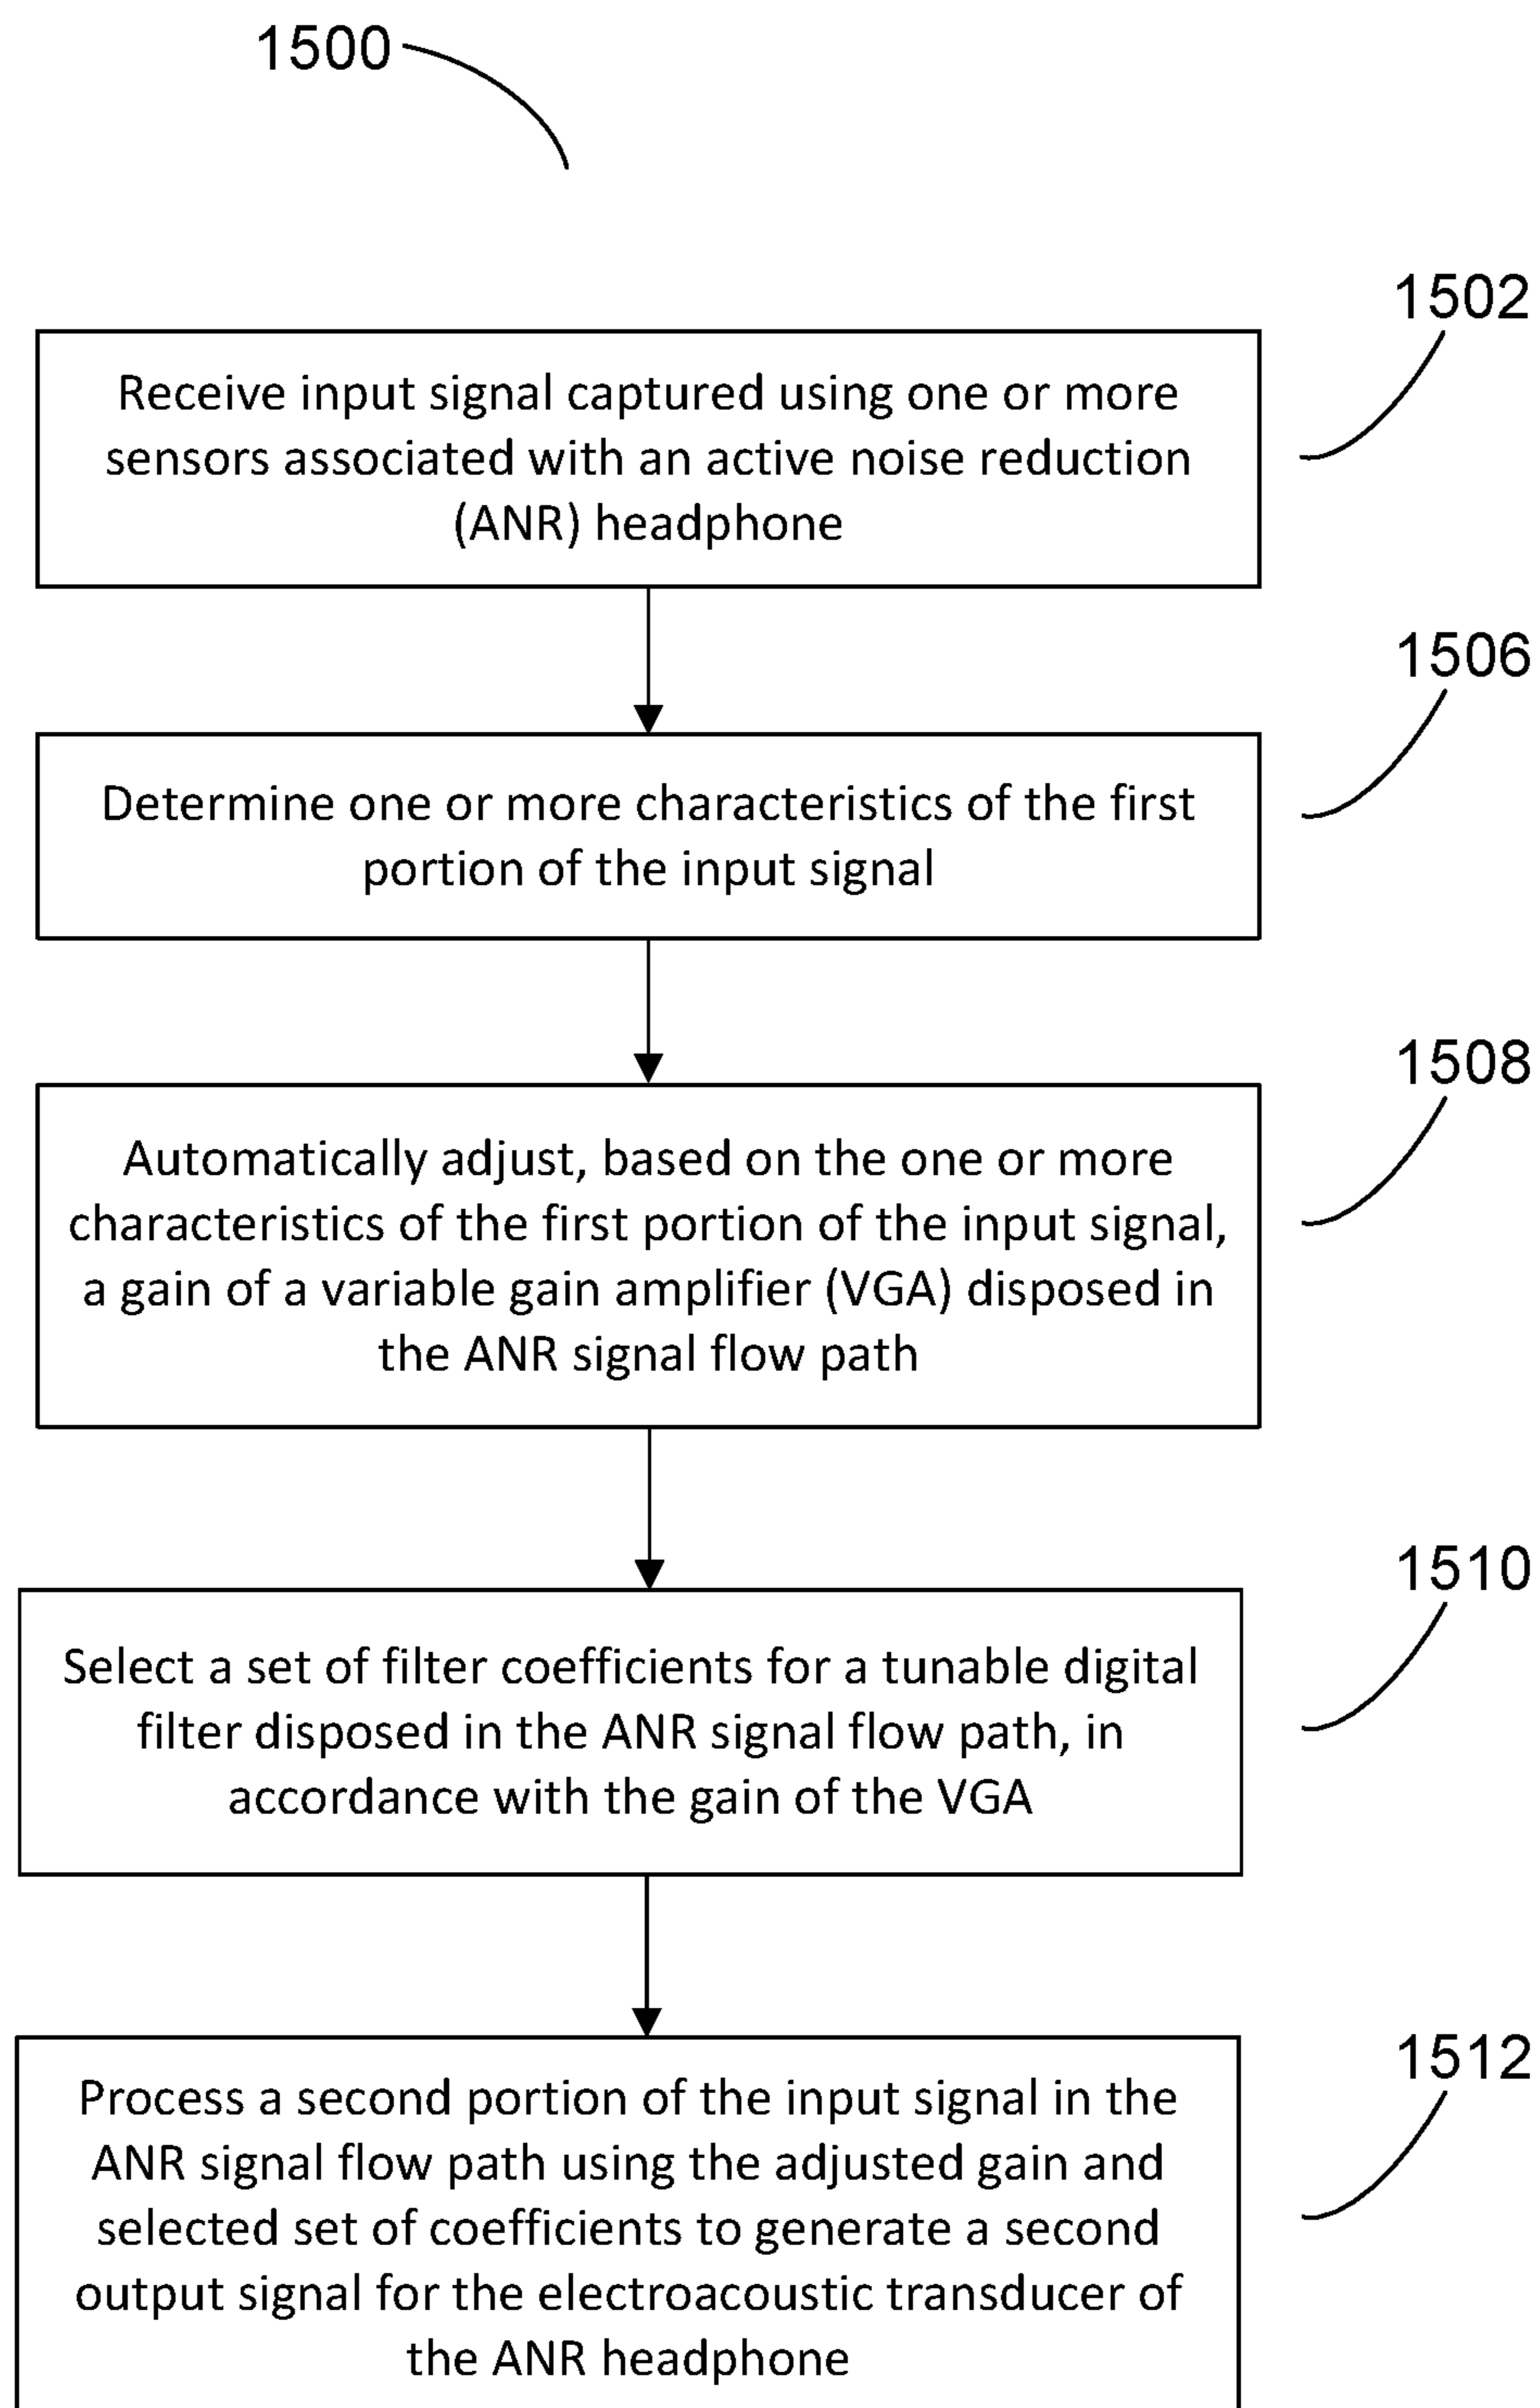 1500
1502
Receive input signal captured using one or more
sensors associated with an active noise reduction
(ANR) headphone
1506
Determine one or more characteristics of the first
portion of the input signal
1508
Automatically adjust, based on the one or more
characteristics of the first portion of the input signal,
a gain of a variable gain amplifier (VGA) disposed in
the ANR signal flow path
1510
Select a set of filter coefficients for a tunable digital
filter disposed in the ANR signal flow path, in
accordance with the gain of the VGA
1512
Process a second portion of the input signal in the
ANR signal flow path using the adjusted gain and
selected set of coefficients to generate a second
output signal for the electroacoustic transducer of
the ANR headphone